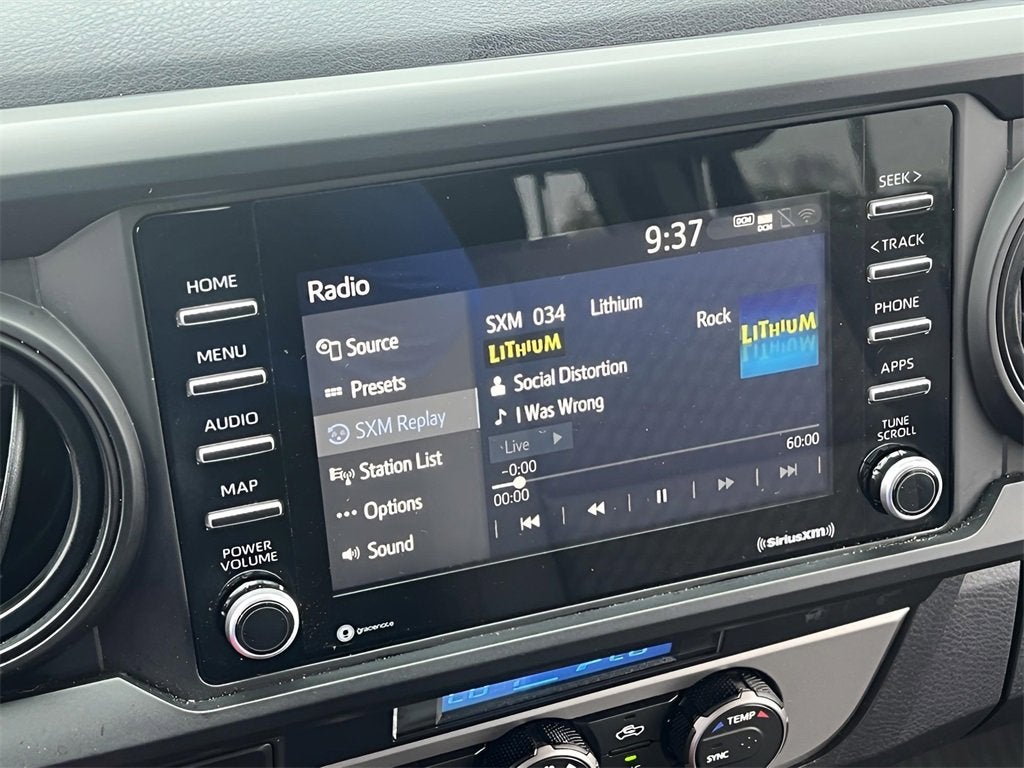 HOME
MENU
AUDIO
MAP
POWER
VOLUME
9:37
DCM
DCM
Radio
Source
Presets
SXM Replay
Station List
Options
Sound
SXM 034 Lithium
Rock
LITHIUM
LITHIUM
Social Distortion
I Was Wrong
Live
-0:00
60:00
00:00
SEEK >
< TRACK
PHONE
APPS
TUNE
SCROLL
gracenote
SiriusXM
TEMP
SYNC